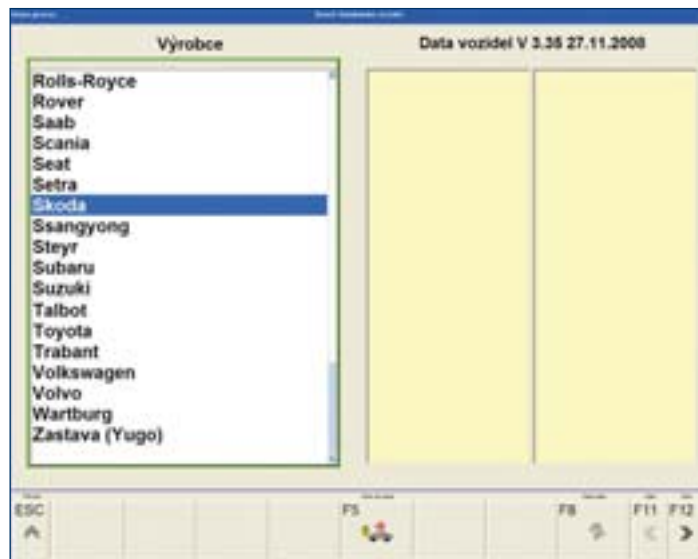 Výrobce
Data vozidel V 3.35 27.11.2008
Rolls-Royce
Rover
Saab
Scania
Seat
Setra
Skoda
Ssangyong
Steyr
Subaru
Suzuki
Talbot
Toyota
Trabant
Volkswagen
Volvo
Wartburg
Zastava (Yugo)
ESC
F5
F8
F11
F12